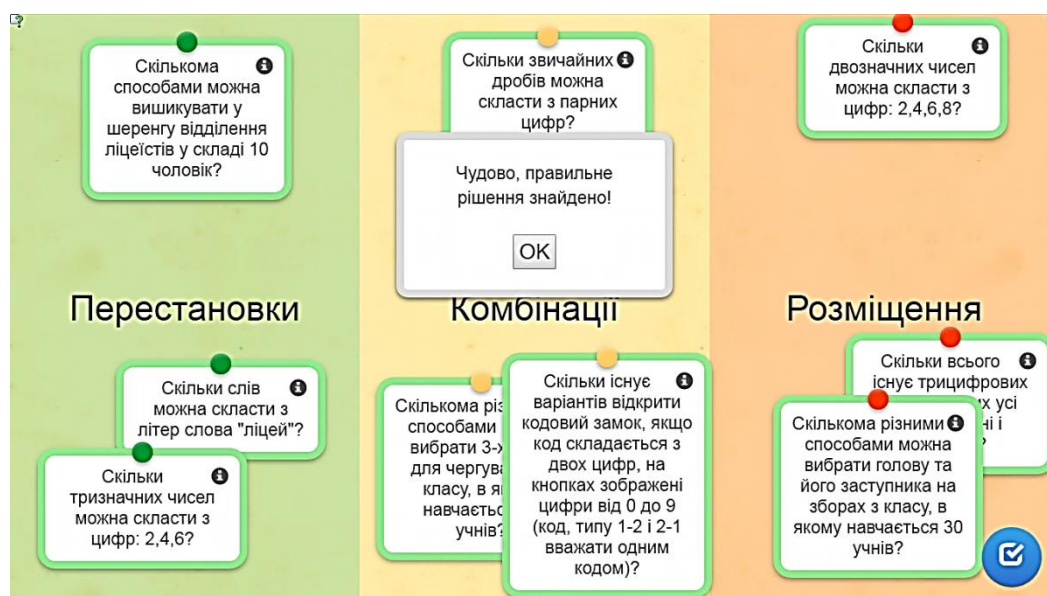 Скількома
способами можна
вишикувати у
шеренгу відділення
ліцеїстів у складі 10
чоловік?
Скільки звичайних
дробів можна
скласти з парних
цифр?
Скільки
двозначних чисел
можна скласти з
цифр: 2,4,6,8?
Чудово, правильне
рішення знайдено!
OK
Перестановки
Комбінації
Розміщення
Скільки слів
можна скласти з
літер слова "ліцей"?
Скільки
тризначних чисел
можна скласти з
цифр: 2,4,6?
Скількома
способами
вибрати 3-х
для
класу, в
учнів?
Скільки існує
варіантів відкрити
кодовий замок, якщо
код складається з
двох цифр, на
кнопках зображені
цифри від 0 до 9
(код, типу 1-2 і 2-1
вважати одним
кодом)?
Скільки всього
існує трицифрових
усі
і
?
Скількома різними
способами можна
вибрати голову та
його заступника на
зборах з класу, в
якому навчається 30
учнів?